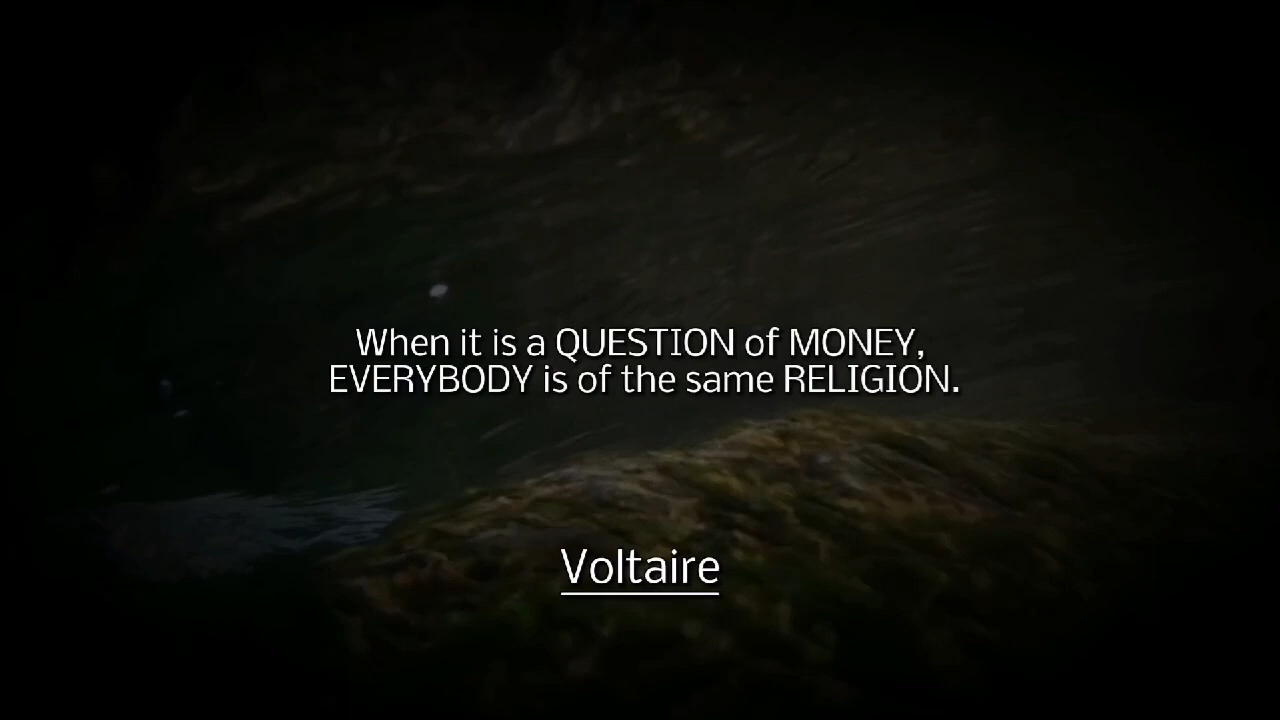 When it is a QUESTION of MONEY,
EVERYBODY is of the same RELIGION.
Voltaire